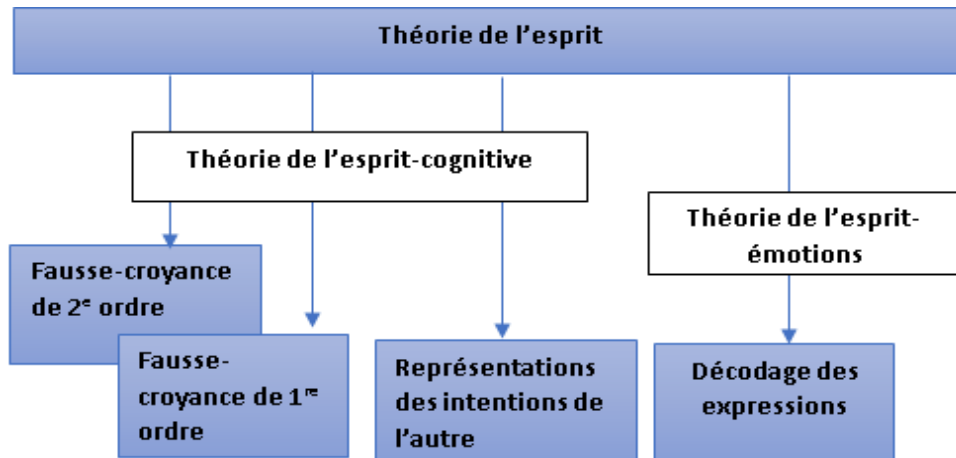 Théorie de l’esprit
Théorie de l’esprit-cognitive
Théorie de l’esprit-
émotions
Fausse-croyance
de 2ᵉ ordre
Fausse-
croyance de 1ʳᵉ
ordre
Représentations
des intentions de
l’autre
Décodage des
expressions